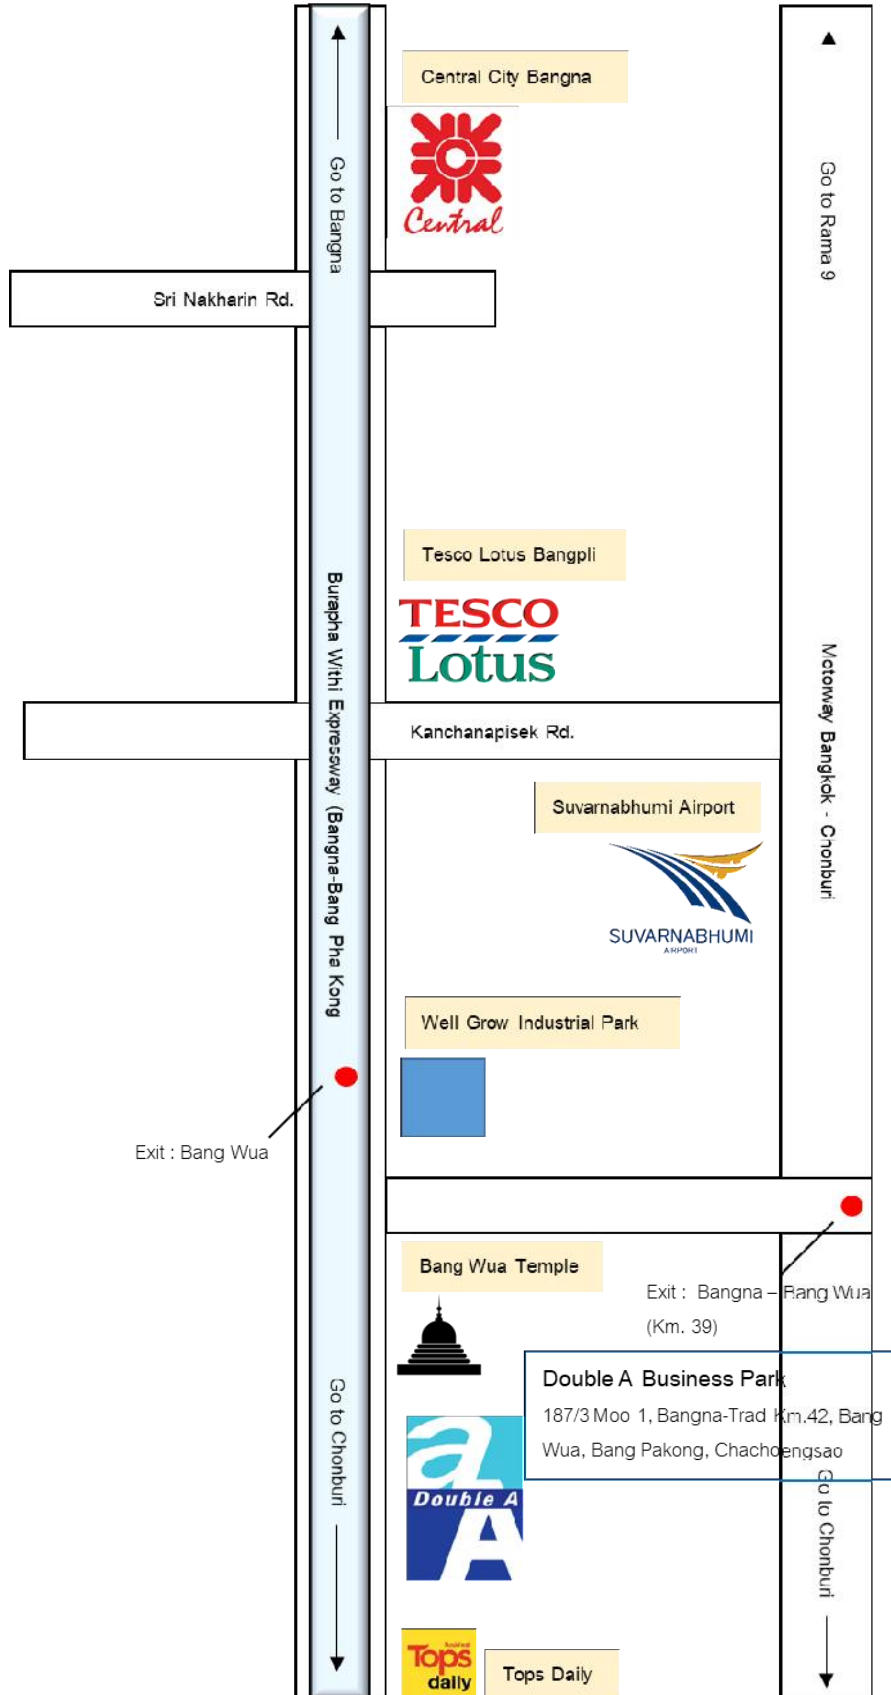 Central City Bangna
Central
Go to Bangna
Go to Rama 9
Sri Nakharin Rd.
Tesco Lotus Bangpli
TESCO
Lotus
Burapha Withi Expressway (Bangna-Bang Pha Kong
Motorway Bangkok - Chonburi
Kanchanapisek Rd.
Suvarnabhumi Airport
SUVARNABHUMI
AIRPORT
Well Grow Industrial Park
Exit : Bang Wua
Bang Wua Temple
Exit : Bangna – Bang Wua
(Km. 39)
Double A Business Park
187/3 Moo 1, Bangna-Trad Km.42, Bang
Wua, Bang Pakong, Chachoengsao
Go to Chonburi
a
Double A
A
Go to Chonburi
Tops
daily
Tops Daily